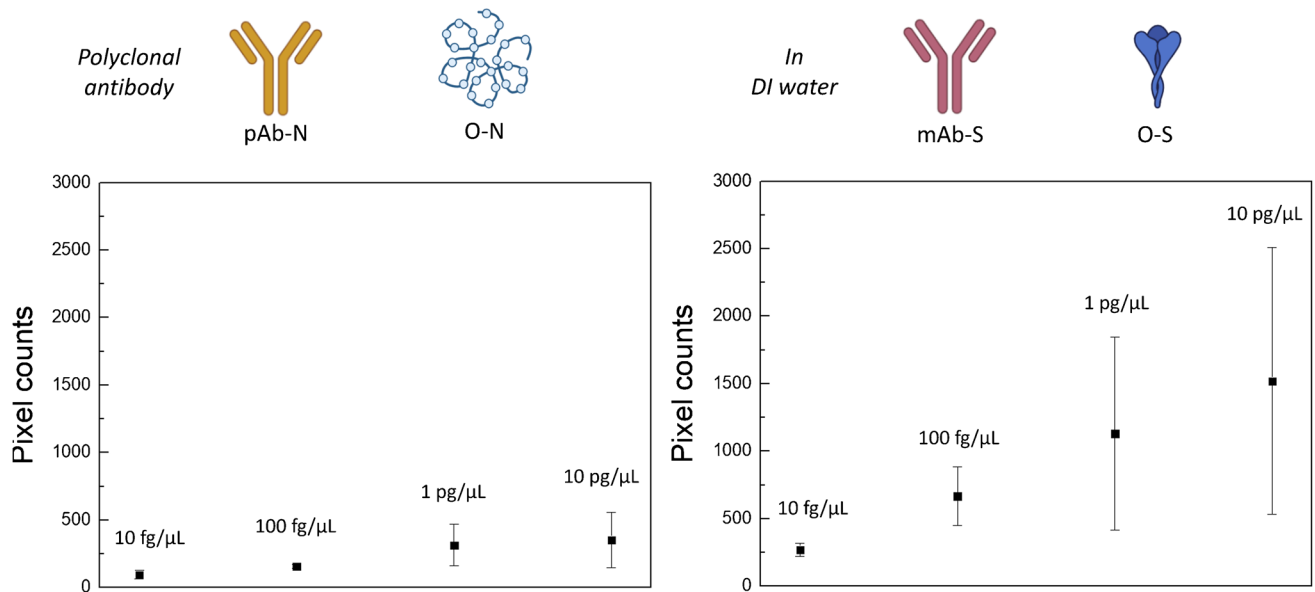 Polyclonal
antibody
pAb-N
O-N
3000
2500
2000
1500
1000
500
0
Pixel counts
10 fg/µL
100 fg/µL
1 pg/µL
10 pg/µL
In
DI water
mAb-S
O-S
3000
2500
2000
1500
1000
500
0
Pixel counts
10 fg/µL
100 fg/µL
1 pg/µL
10 pg/µL